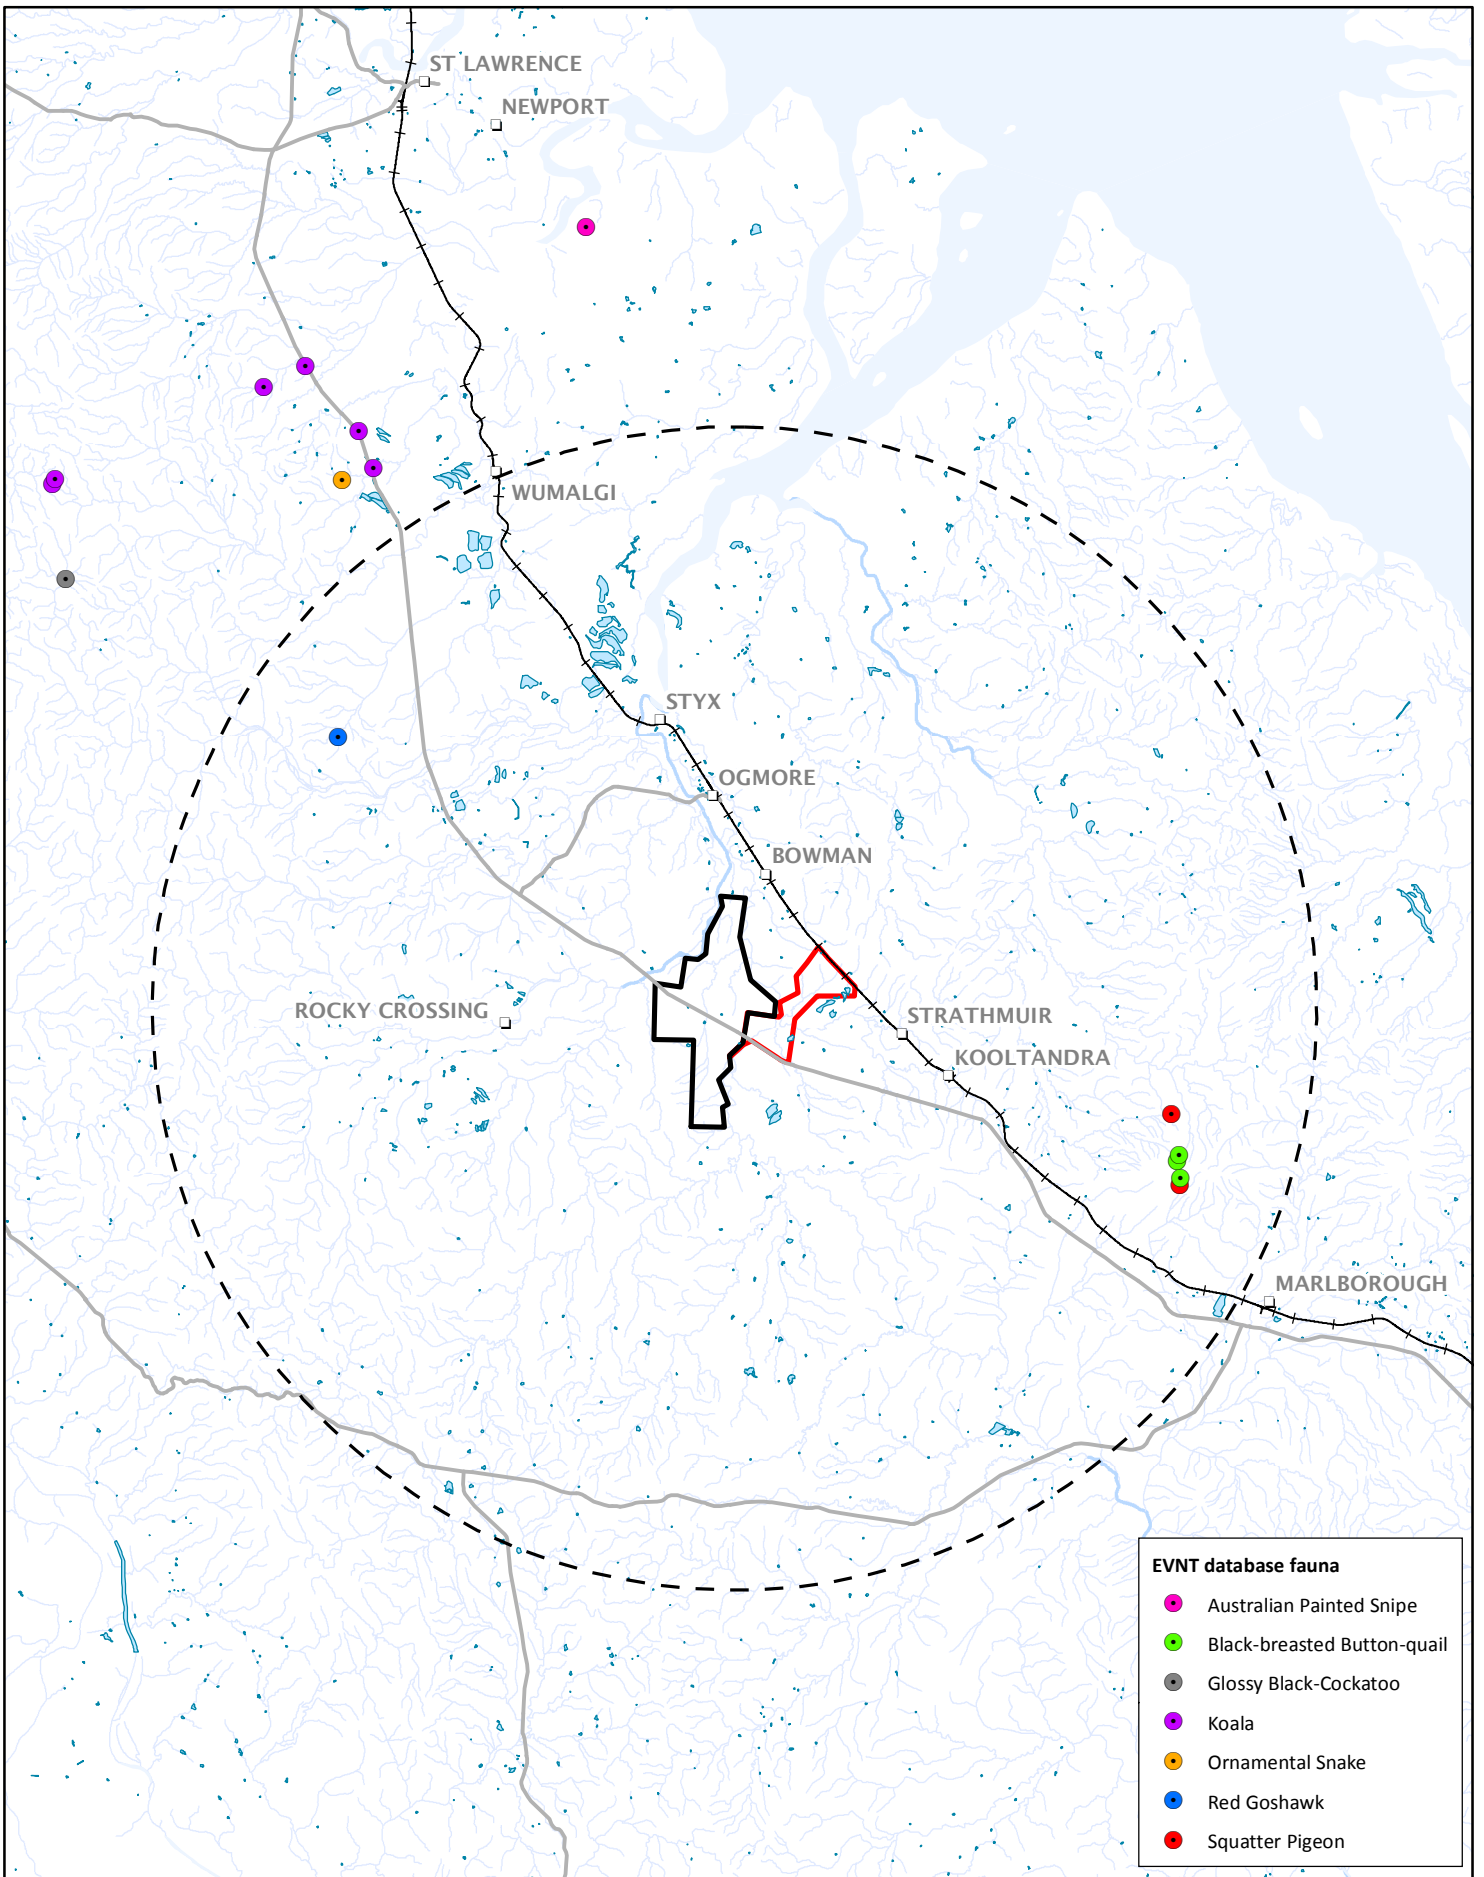 ST LAWRENCE
NEWPORT
WUMALGI
STYX
OGMORE
BOWMAN
ROCKY CROSSING
STRATHMUIR
KOOLTANDRA
MARLBOROUGH
EVNT database fauna
Australian Painted Snipe
Black-breasted Button-quail
Glossy Black-Cockatoo
Koala
Ornamental Snake
Red Goshawk
Squatter Pigeon